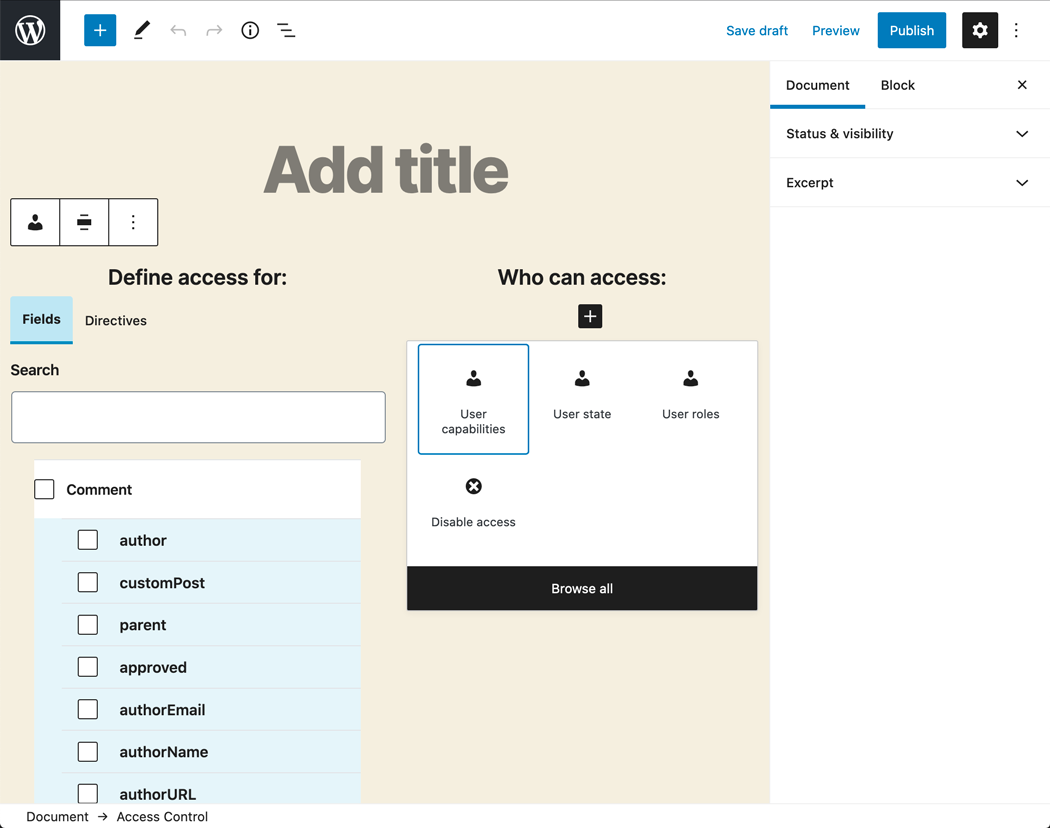 Save draft
Preview
Publish
Document
Block
Status & visibility
Excerpt
Add title
Define access for:
Fields
Directives
Search
Comment
author
customPost
parent
approved
authorEmail
authorName
authorURL
Who can access:
User
capabilities
User state
User roles
Disable access
Browse all
Document → Access Control